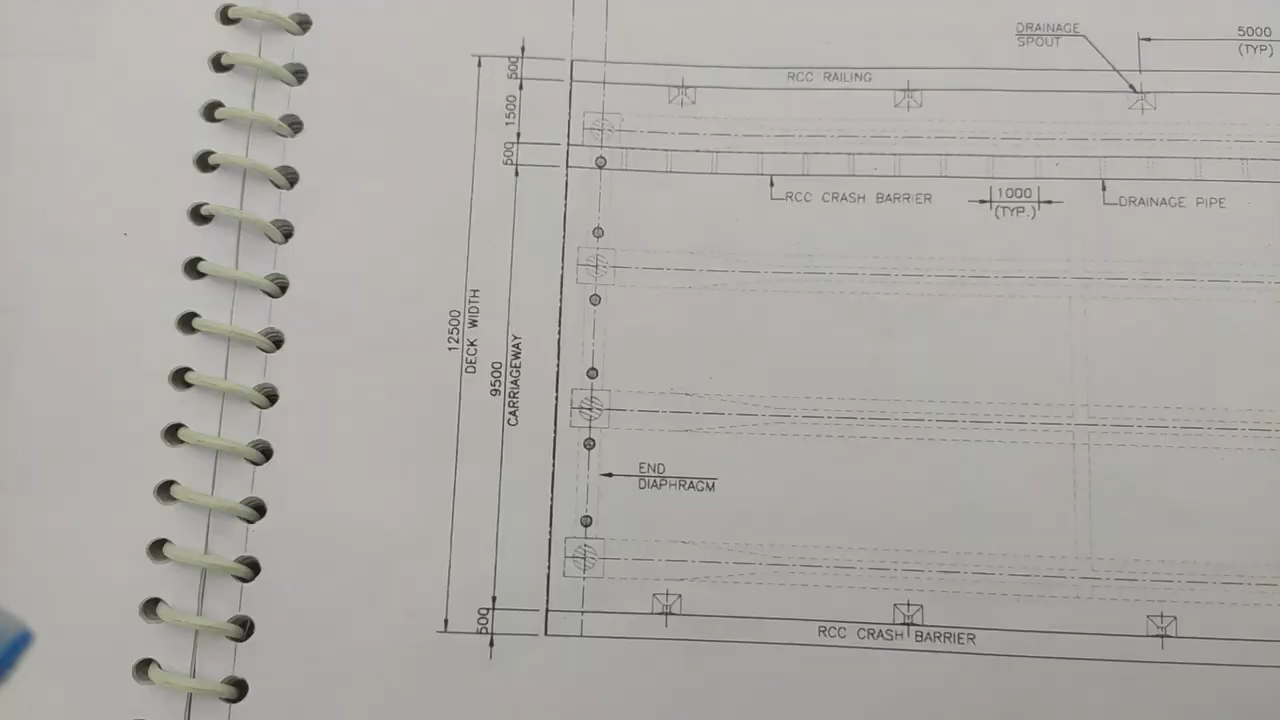 DRAINAGE
SPOUT
5000
(TYP)
500
RCC RAILING
1500
500
RCC CRASH BARRIER
1000
(TYP.)
DRAINAGE PIPE
12500
DECK WIDTH
9500
CARRIAGEWAY
END
DIAPHRAGM
500
RCC CRASH BARRIER